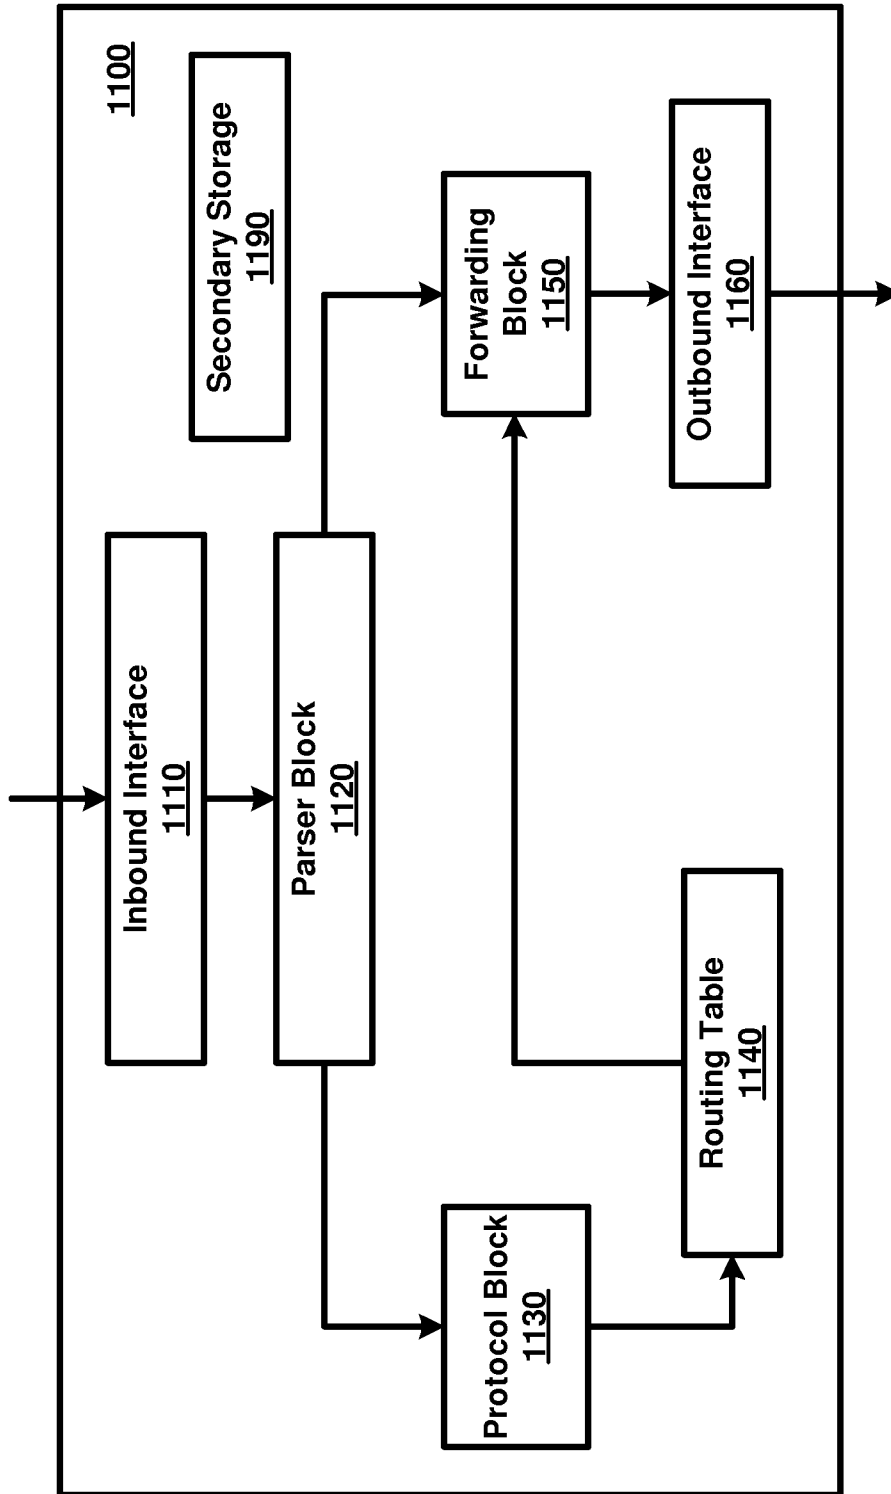 1100
Inbound Interface
1110
Secondary Storage
1190
Parser Block
1120
Protocol Block
1130
Forwarding
Block
1150
Routing Table
1140
Outbound Interface
1160